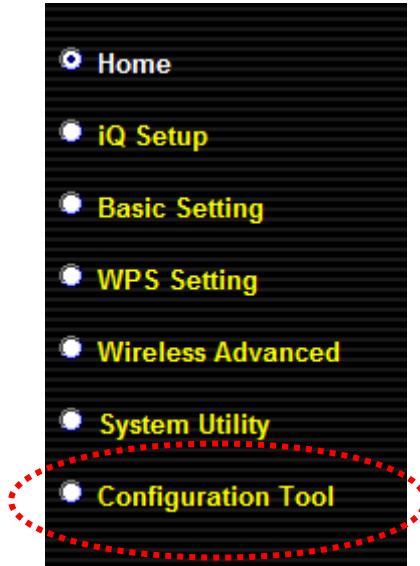 Home
iQ Setup
Basic Setting
WPS Setting
Wireless Advanced
System Utility
Configuration Tool